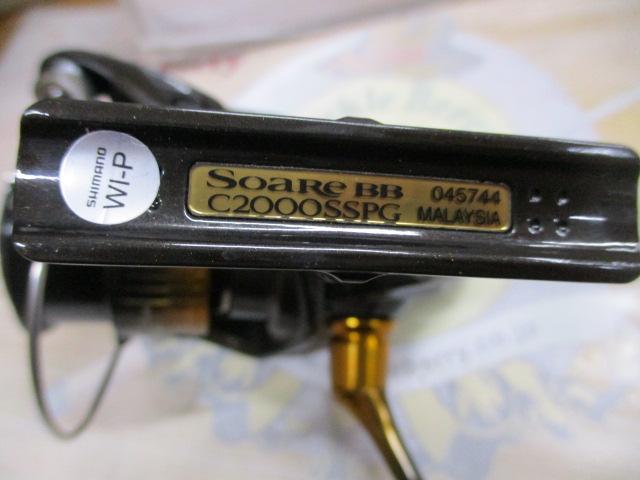 SHIMANO
WI-P
Soare BB 045744
C2000SSPG MALAYSIA